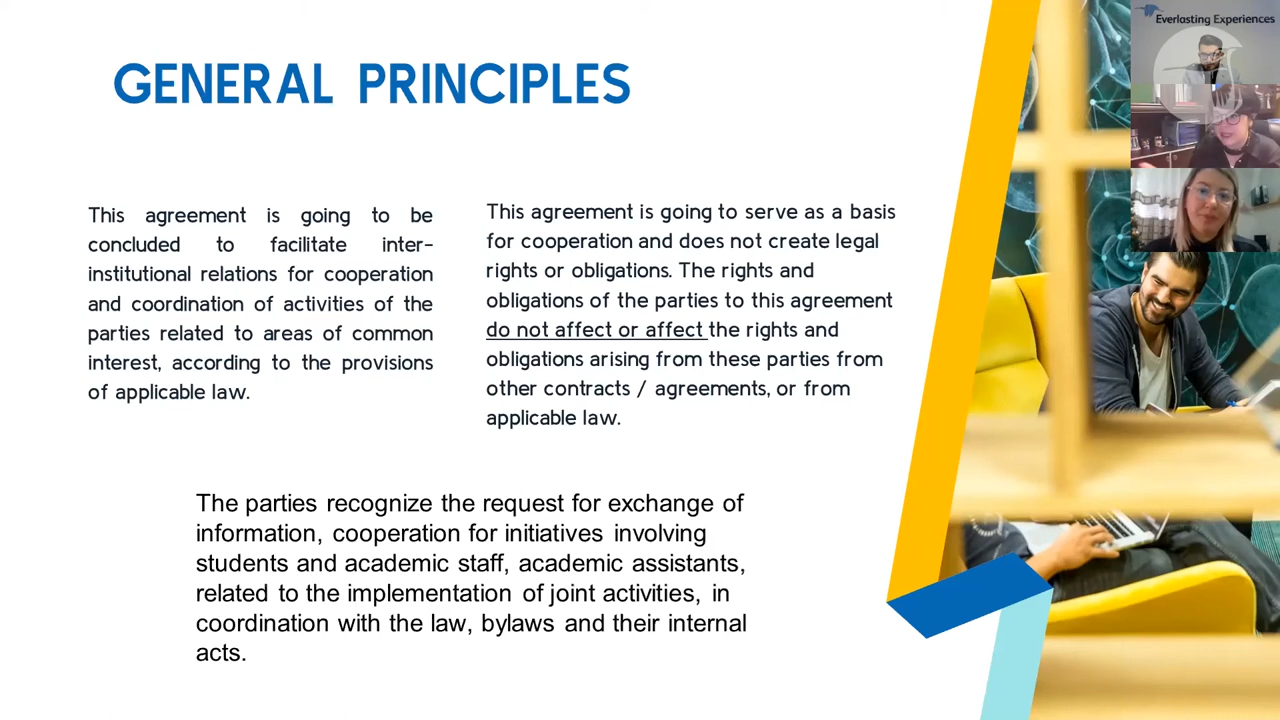 GENERAL PRINCIPLES
This agreement is going to be
concluded to facilitate inter-
institutional relations for cooperation
and coordination of activities of the
parties related to areas of common
interest, according to the provisions
of applicable law.
This agreement is going to serve as a basis
for cooperation and does not create legal
rights or obligations. The rights and
obligations of the parties to this agreement
do not affect or affect the rights and
obligations arising from these parties from
other contracts / agreements, or from
applicable law.
The parties recognize the request for exchange of
information, cooperation for initiatives involving
students and academic staff, academic assistants,
related to the implementation of joint activities, in
coordination with the law, bylaws and their internal
acts.
Everlasting Experiences